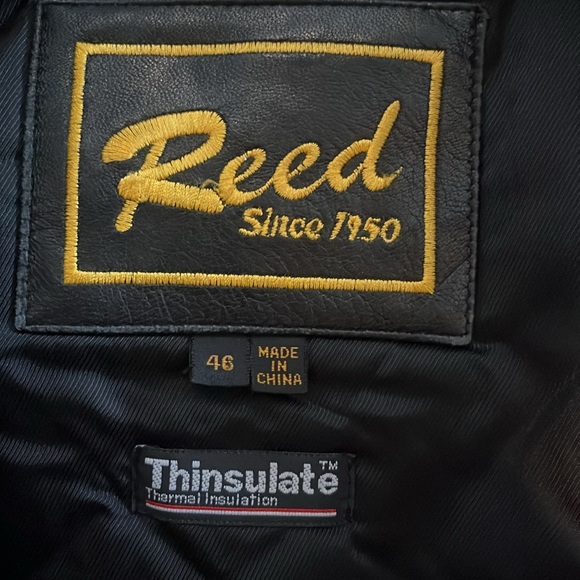 Reed
Since 1950
46
MADE
IN
CHINA
Thinsulate™
Thermal Insulation